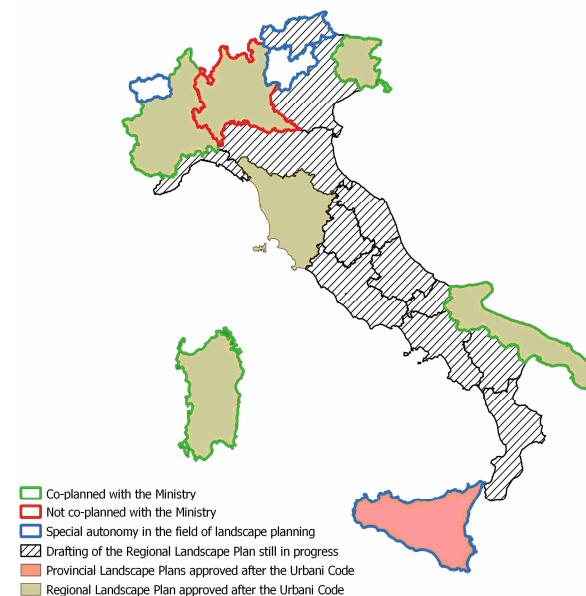 Co-planned with the Ministry
Not co-planned with the Ministry
Special autonomy in the field of landscape planning
Drafting of the Regional Landscape Plan still in progress
Provincial Landscape Plans approved after the Urbani Code
Regional Landscape Plan approved after the Urbani Code